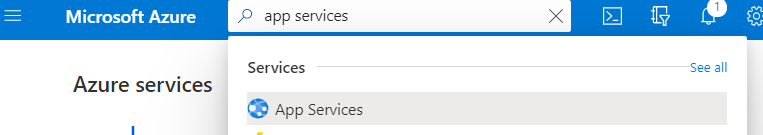 Microsoft Azure
app services
1
Services
See all
Azure services
App Services